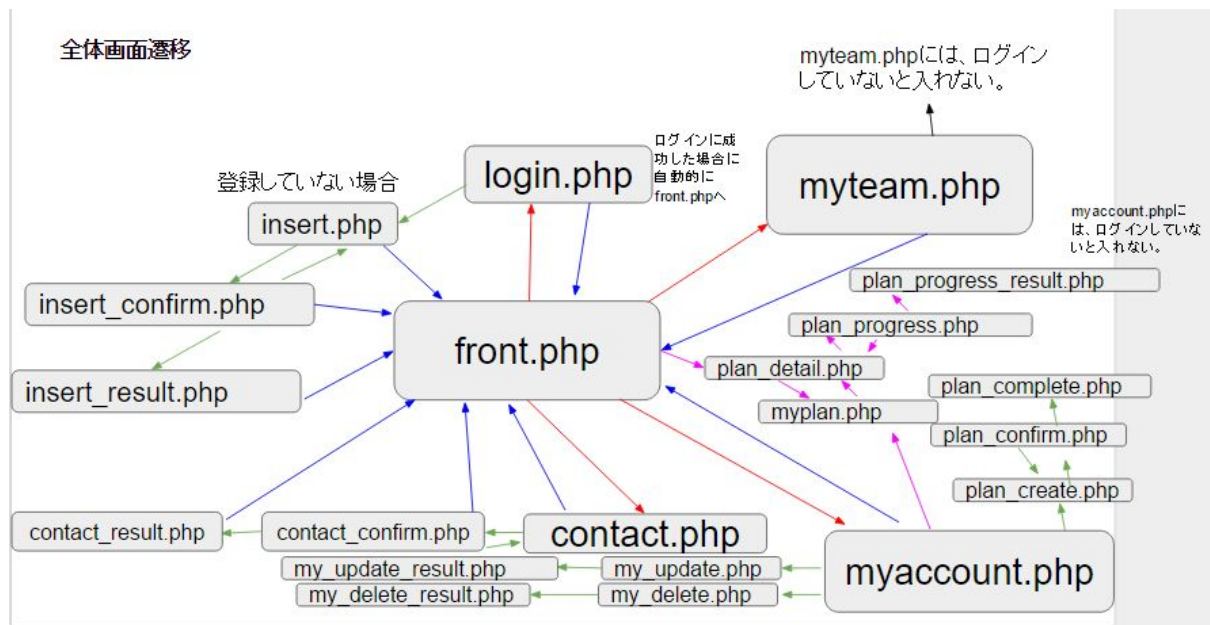 全体画面遷移
myteam.phpには、ログイン
していないと入れない。
ログインに成
功した場合に
自動的に
front.phpへ
login.php
myteam.php
登録していない場合
insert.php
myaccount.phpに
は、ログインしていな
いと入れない。
plan_progress_result.php
insert_confirm.php
plan_progress.php
front.php
plan_detail.php
insert_result.php
plan_complete.php
myplan.php
plan_confirm.php
plan_create.php
contact_result.php
contact_confirm.php
contact.php
my_update_result.php
my_update.php
myaccount.php
my_delete_result.php
my_delete.php